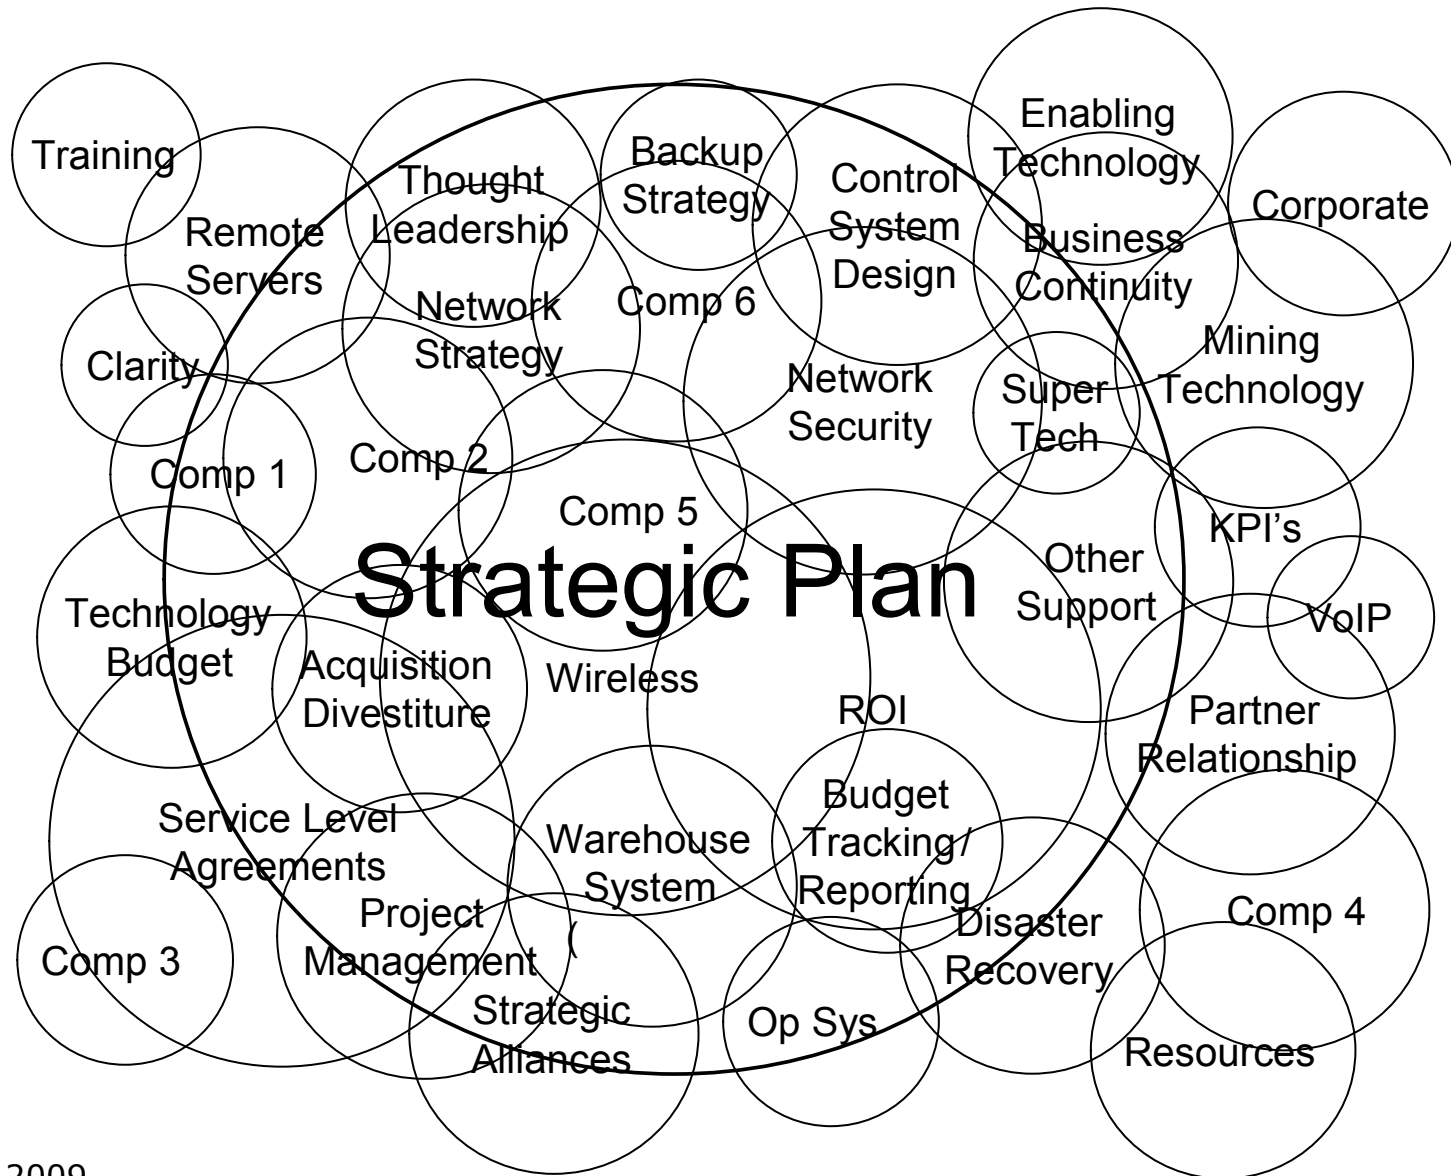 Enabling
Technology
Training
Backup
Strategy
Thought
Leadership
Control
System
Design
Corporate
Remote
Servers
Business
Continuity
Network
Strategy
Comp 6
Clarity
Mining
Technology
Network
Security
Super
Tech
Comp 1
Comp 2
Comp 5
KPI’s
Strategic Plan
Other
Support
Technology
Budget
VoIP
Acquisition
Divestiture
Wireless
ROI
Partner
Relationship
Service Level
Agreements
Warehouse
System
Budget
Tracking/
Reporting
Project
Management
(
Disaster
Recovery
Comp 4
Comp 3
Strategic
Alliances
Op Sys
Resources
2009